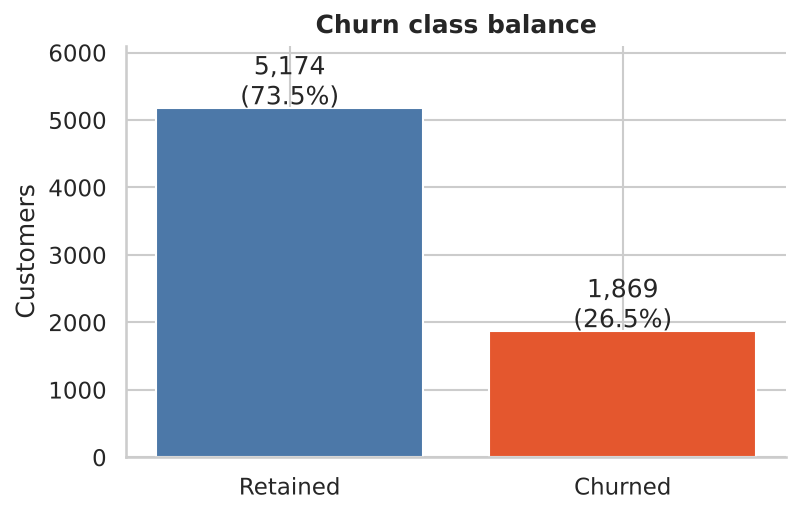 Churn class balance
6000
5000
4000
3000
2000
1000
0
Customers
5,174
(73.5%)
1,869
(26.5%)
Retained
Churned